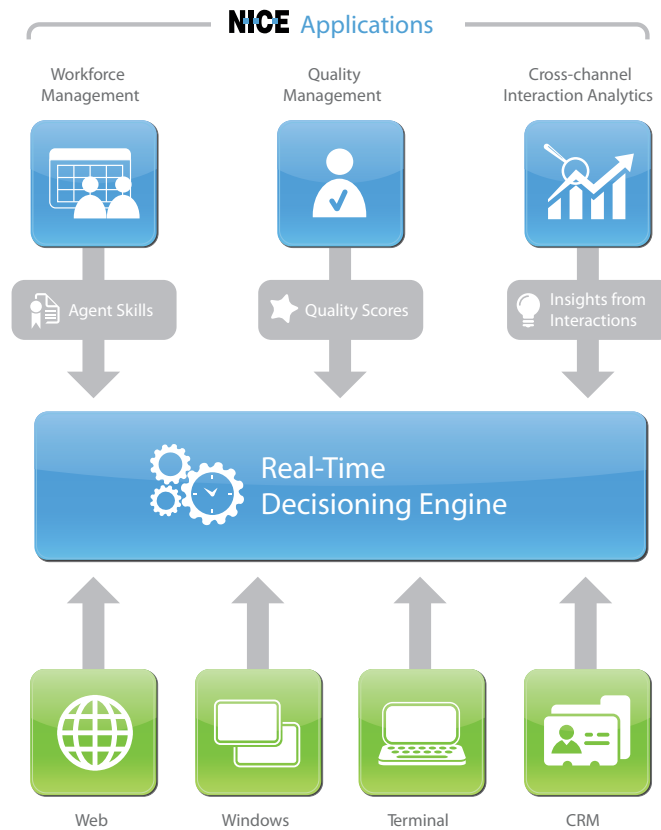 NICE Applications
Workforce
Management
Quality
Management
Cross-channel
Interaction Analytics
Agent Skills
Quality Scores
Insights from
Interactions
Real-Time
Decisioning Engine
Web
Windows
Terminal
CRM